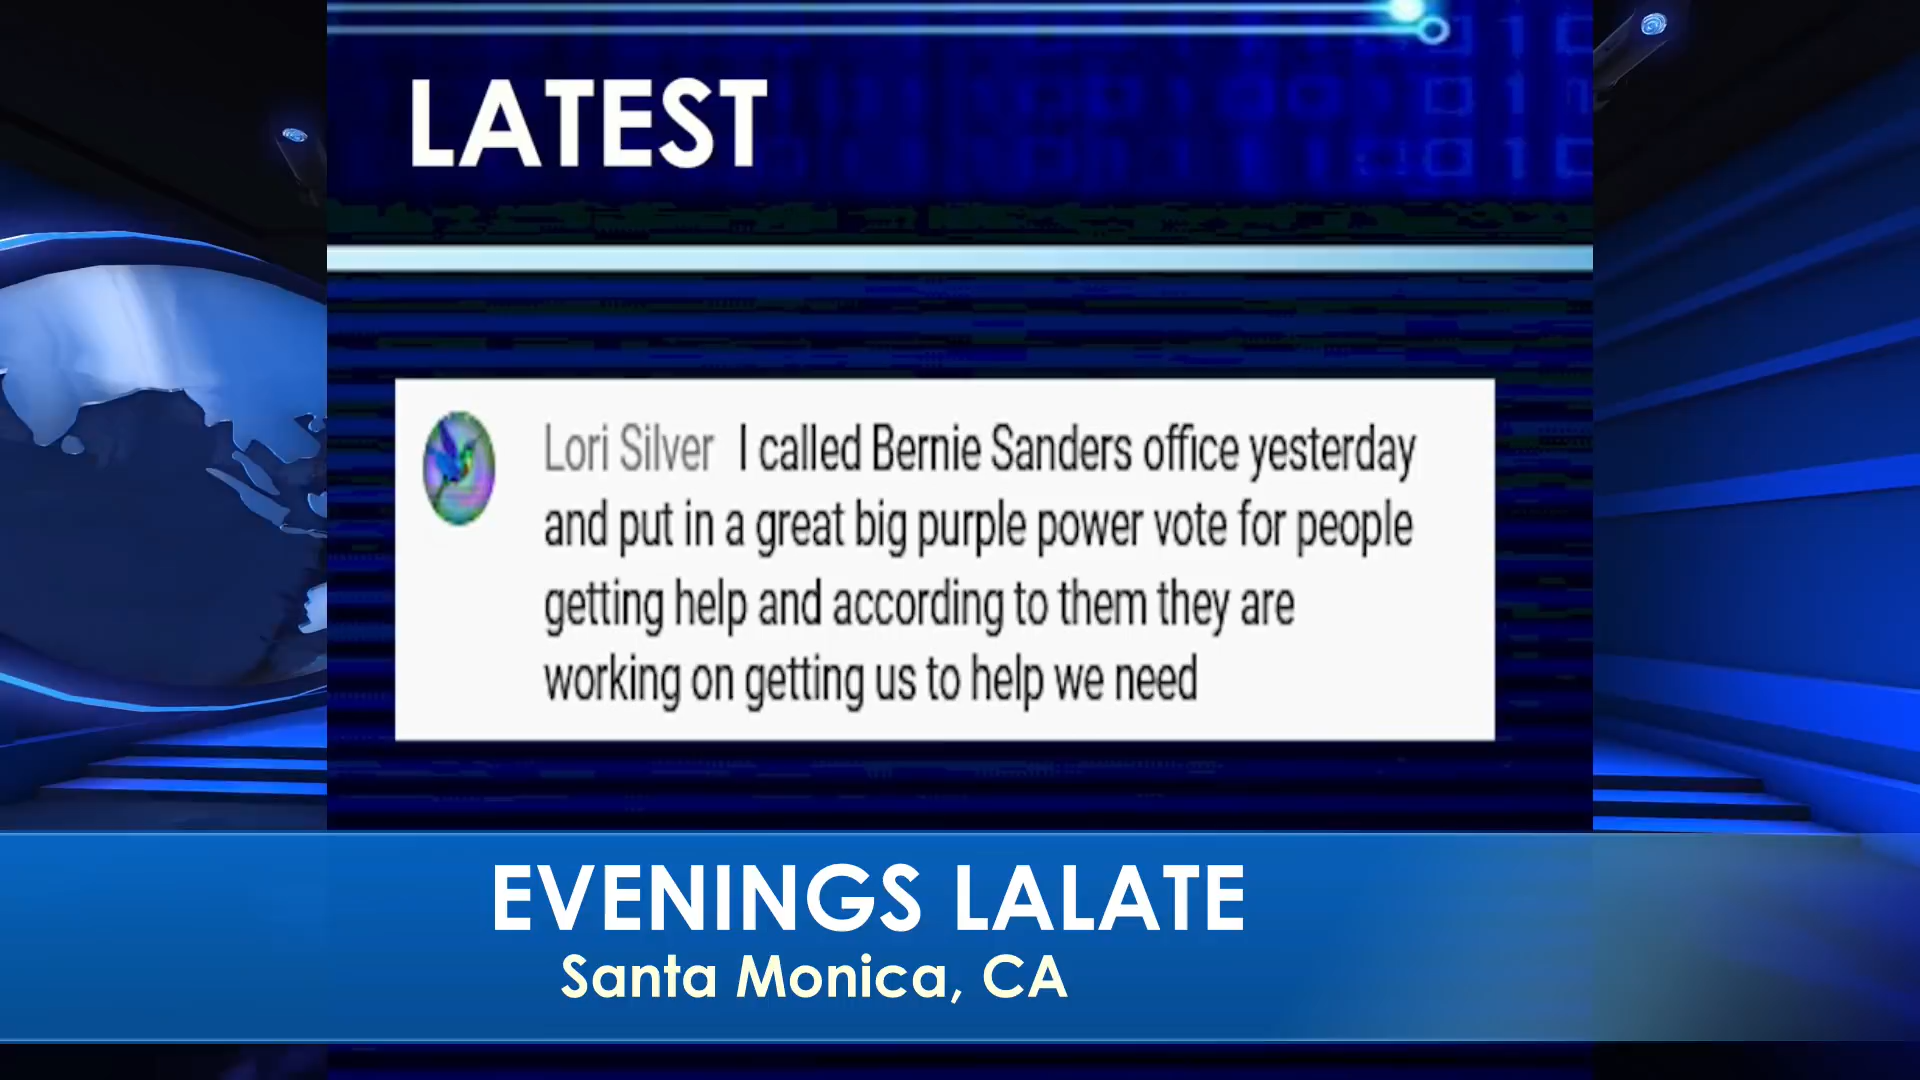 LATEST
Lori Silver I called Bernie Sanders office yesterday
and put in a great big purple power vote for people
getting help and according to them they are
working on getting us to help we need
EVENINGS LALATE
Santa Monica, CA